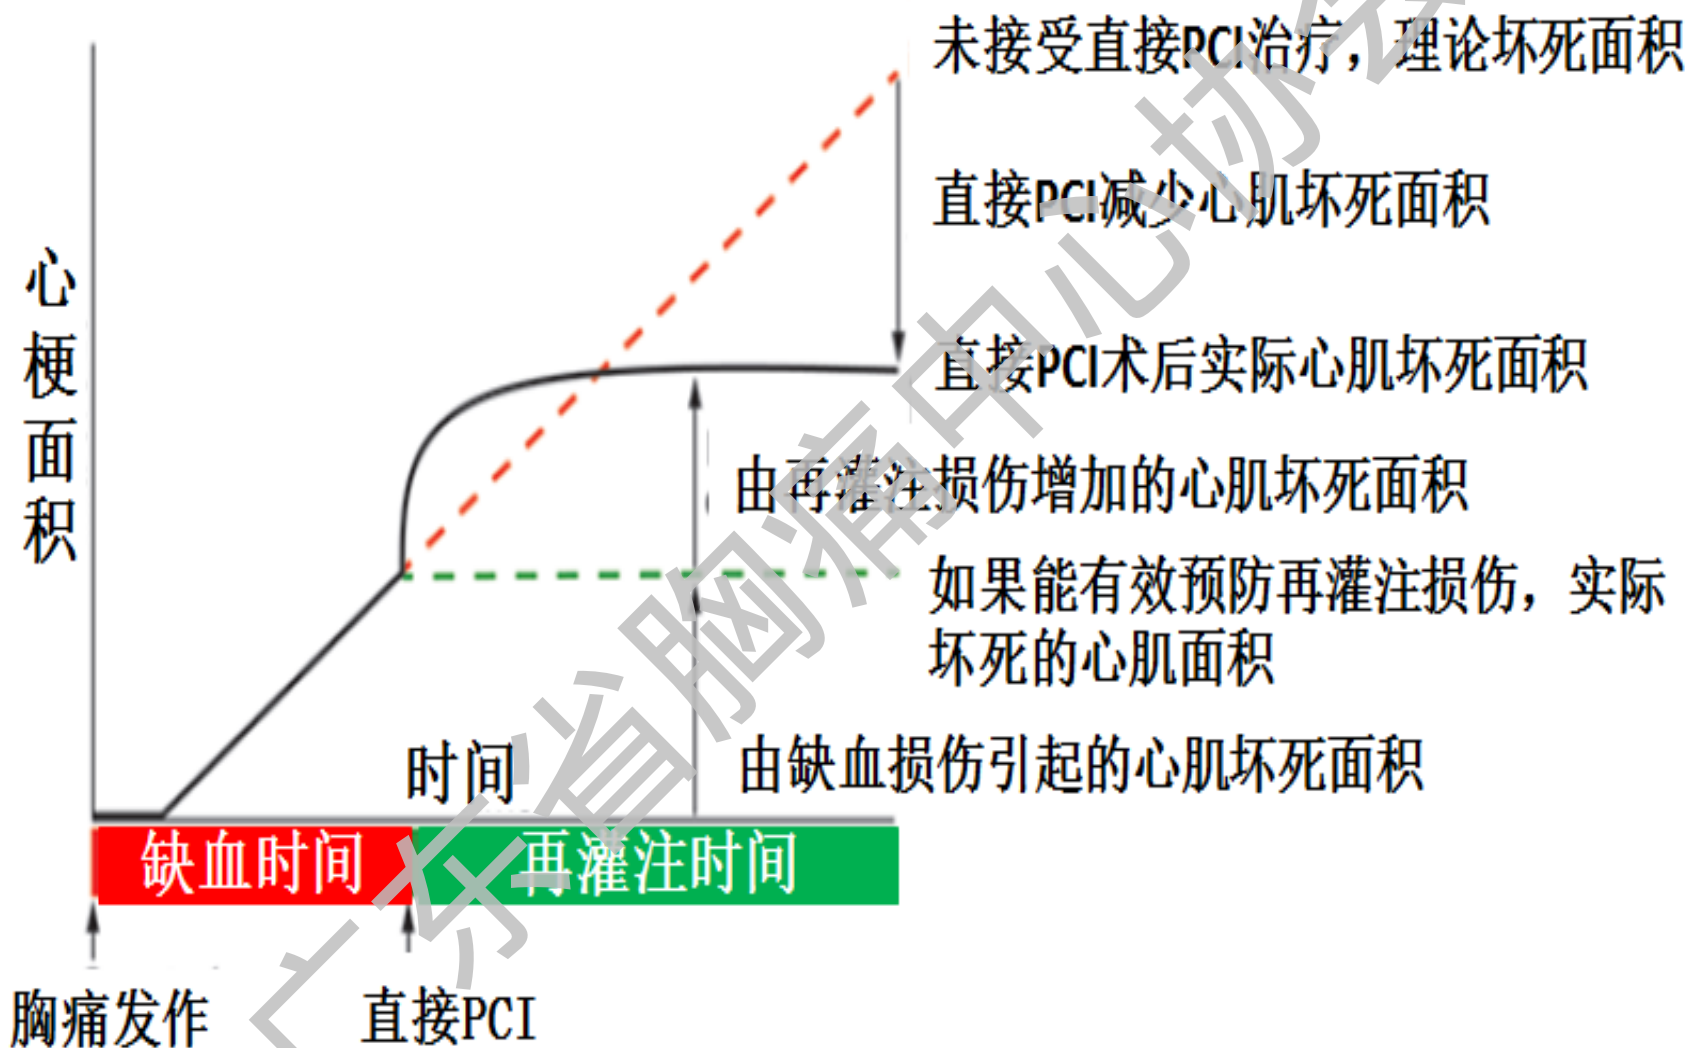 未接受直接PCI治疗，理论坏死面积
直接PCI减少心肌坏死面积
心梗面积
直接PCI术后实际心肌坏死面积
由再灌注损伤增加的心肌坏死面积
如果能有效预防再灌注损伤，实际
坏死的心肌面积
由缺血损伤引起的心肌坏死面积
时间
缺血时间
再灌注时间
胸痛发作
直接PCI
广东省胸痛中心协会